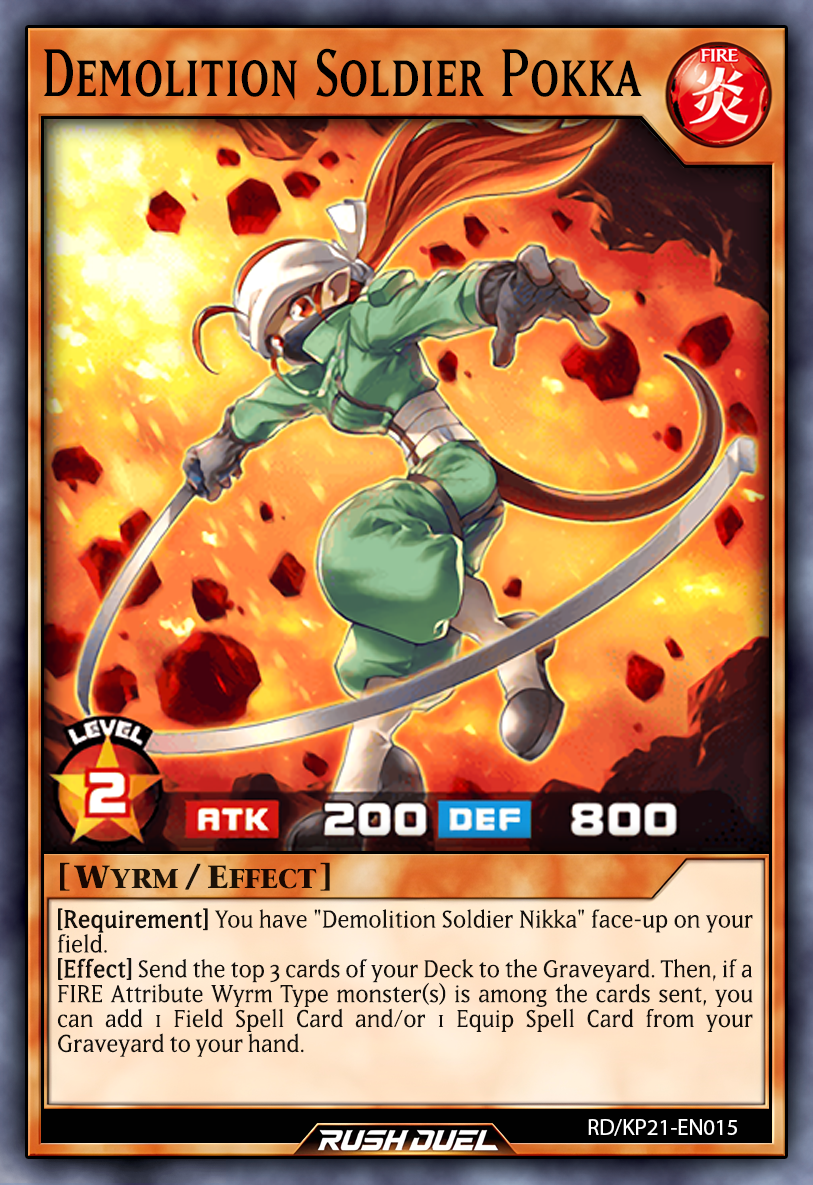 Demolition Soldier Pokka
FIRE
炎
LEVEL
2
ATK 200 DEF 800
[Wyrm / Effect]
[Requirement] You have "Demolition Soldier Nikka" face-up on your
field.
[Effect] Send the top 3 cards of your Deck to the Graveyard. Then, if a
FIRE Attribute Wyrm Type monster(s) is among the cards sent, you
can add 1 Field Spell Card and/or 1 Equip Spell Card from your
Graveyard to your hand.
RUSH DUEL
RD/KP21-EN015